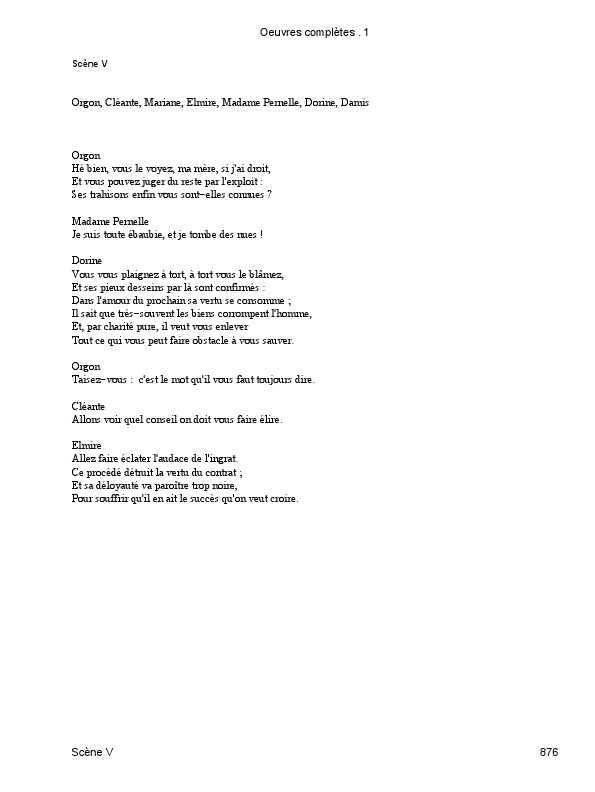 Oeuvres complètes . 1
Scène V
Orgon, Cléante, Mariane, Elmire, Madame Pernelle, Dorine, Damis
Orgon
Hé bien, vous le voyez, ma mère, si j'ai droit,
Et vous pouvez juger du reste par l'exploit :
Ses trahisons enfin vous sont−elles connues ?
Madame Pernelle
Je suis toute ébaubie, et je tombe des nues !
Dorine
Vous vous plaignez à tort, à tort vous le blâmez,
Et ses pieux desseins par là sont confirmés :
Dans l'amour du prochain sa vertu se consomme ;
Il sait que très−souvent les biens corrompent l'homme,
Et, par charité pure, il veut vous enlever
Tout ce qui vous peut faire obstacle à vous sauver.
Orgon
Taisez−vous :  c'est le mot qu'il vous faut toujours dire.
Cléante
Allons voir quel conseil on doit vous faire élire.
Elmire
Allez faire éclater l'audace de l'ingrat.
Ce procédé détruit la vertu du contrat ;
Et sa déloyauté va paroître trop noire,
Pour souffrir qu'il en ait le succès qu'on veut croire.
Scène V
876